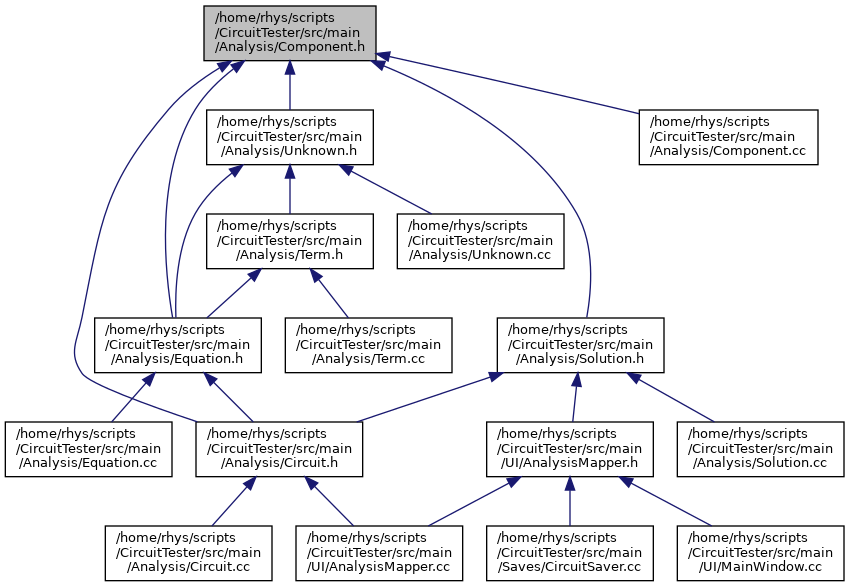 /home/rhys/scripts
/CircuitTester/src/main
/Analysis/Component.h
/home/rhys/scripts
/CircuitTester/src/main
/Analysis/Unknown.h
/home/rhys/scripts
/CircuitTester/src/main
/Analysis/Component.cc
/home/rhys/scripts
/CircuitTester/src/main
/Analysis/Term.h
/home/rhys/scripts
/CircuitTester/src/main
/Analysis/Unknown.cc
/home/rhys/scripts
/CircuitTester/src/main
/Analysis/Equation.h
/home/rhys/scripts
/CircuitTester/src/main
/Analysis/Term.cc
/home/rhys/scripts
/CircuitTester/src/main
/Analysis/Solution.h
/home/rhys/scripts
/CircuitTester/src/main
/Analysis/Equation.cc
/home/rhys/scripts
/CircuitTester/src/main
/Analysis/Circuit.h
/home/rhys/scripts
/CircuitTester/src/main
/UI/AnalysisMapper.h
/home/rhys/scripts
/CircuitTester/src/main
/Analysis/Solution.cc
/home/rhys/scripts
/CircuitTester/src/main
/Analysis/Circuit.cc
/home/rhys/scripts
/CircuitTester/src/main
/UI/AnalysisMapper.cc
/home/rhys/scripts
/CircuitTester/src/main
/Saves/CircuitSaver.cc
/home/rhys/scripts
/CircuitTester/src/main
/UI/MainWindow.cc